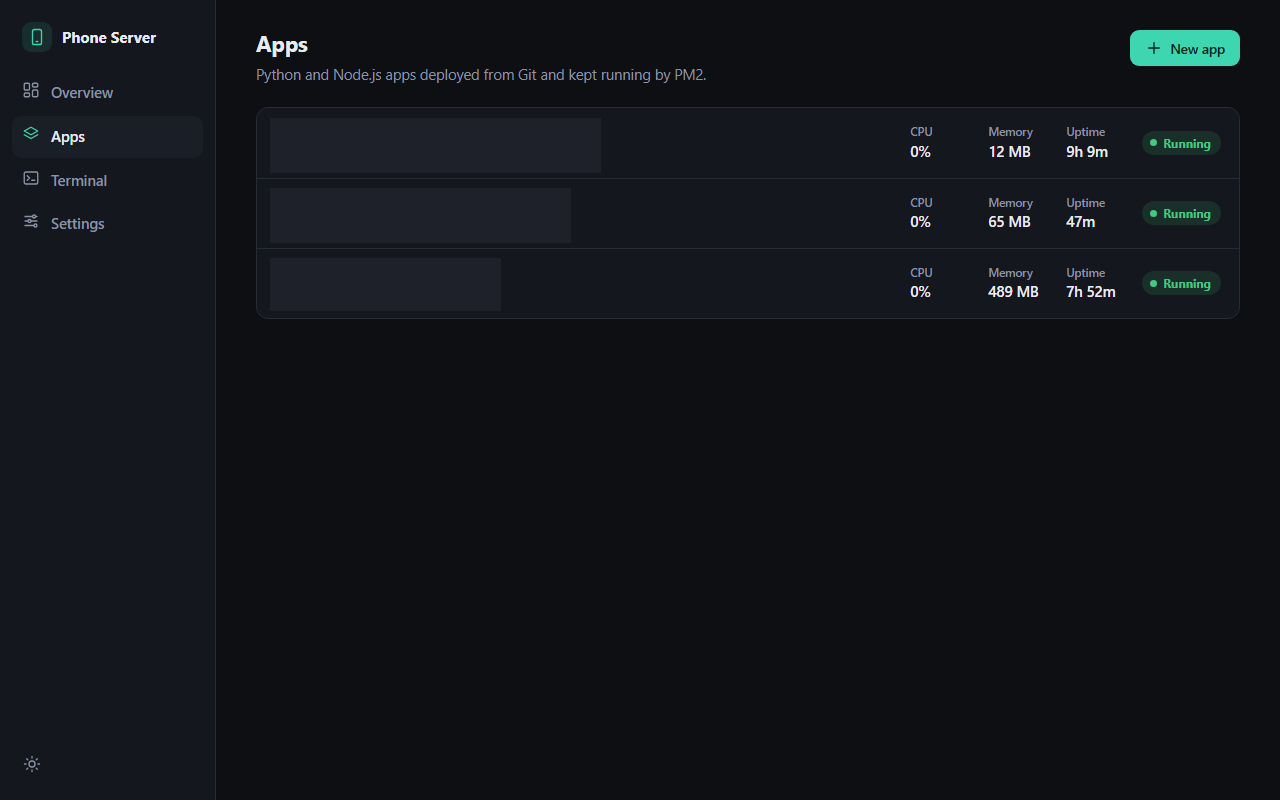 Phone Server
Overview
Apps
Terminal
Settings
Apps
Python and Node.js apps deployed from Git and kept running by PM2.
New app
CPU Memory Uptime
0% 12 MB 9h 9m Running
CPU Memory Uptime
0% 65 MB 47m Running
CPU Memory Uptime
0% 489 MB 7h 52m Running